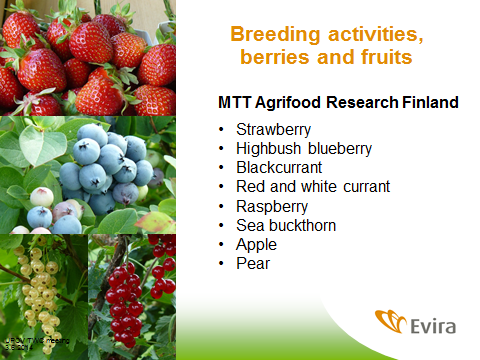 Breeding activities,
berries and fruits
MTT Agrifood Research Finland
• Strawberry
• Highbush blueberry
• Blackcurrant
• Red and white currant
• Raspberry
• Sea buckthorn
• Apple
• Pear
meeting
Evira